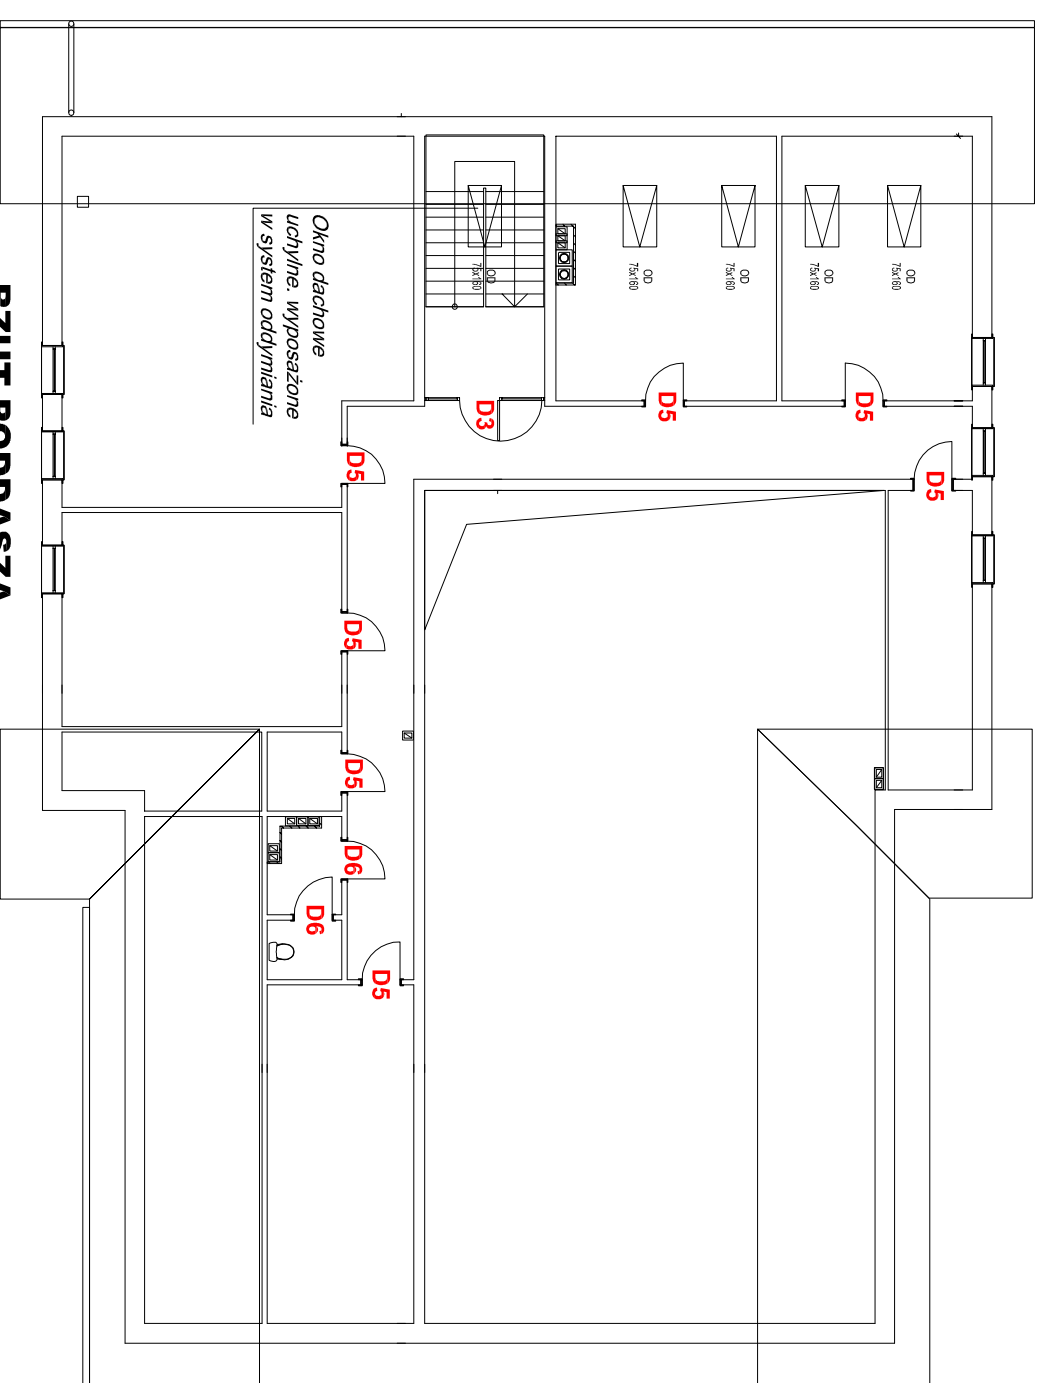 RZUT PODDASZA
Okno dachowe
uchylne. wyposażone
w system oddymiania
OD
75x160
OD
75x160
OD
75x160
OD
75x160
OD
75x160
D3
D5
D5
D5
D5
D5
D5
D6
D6
D5